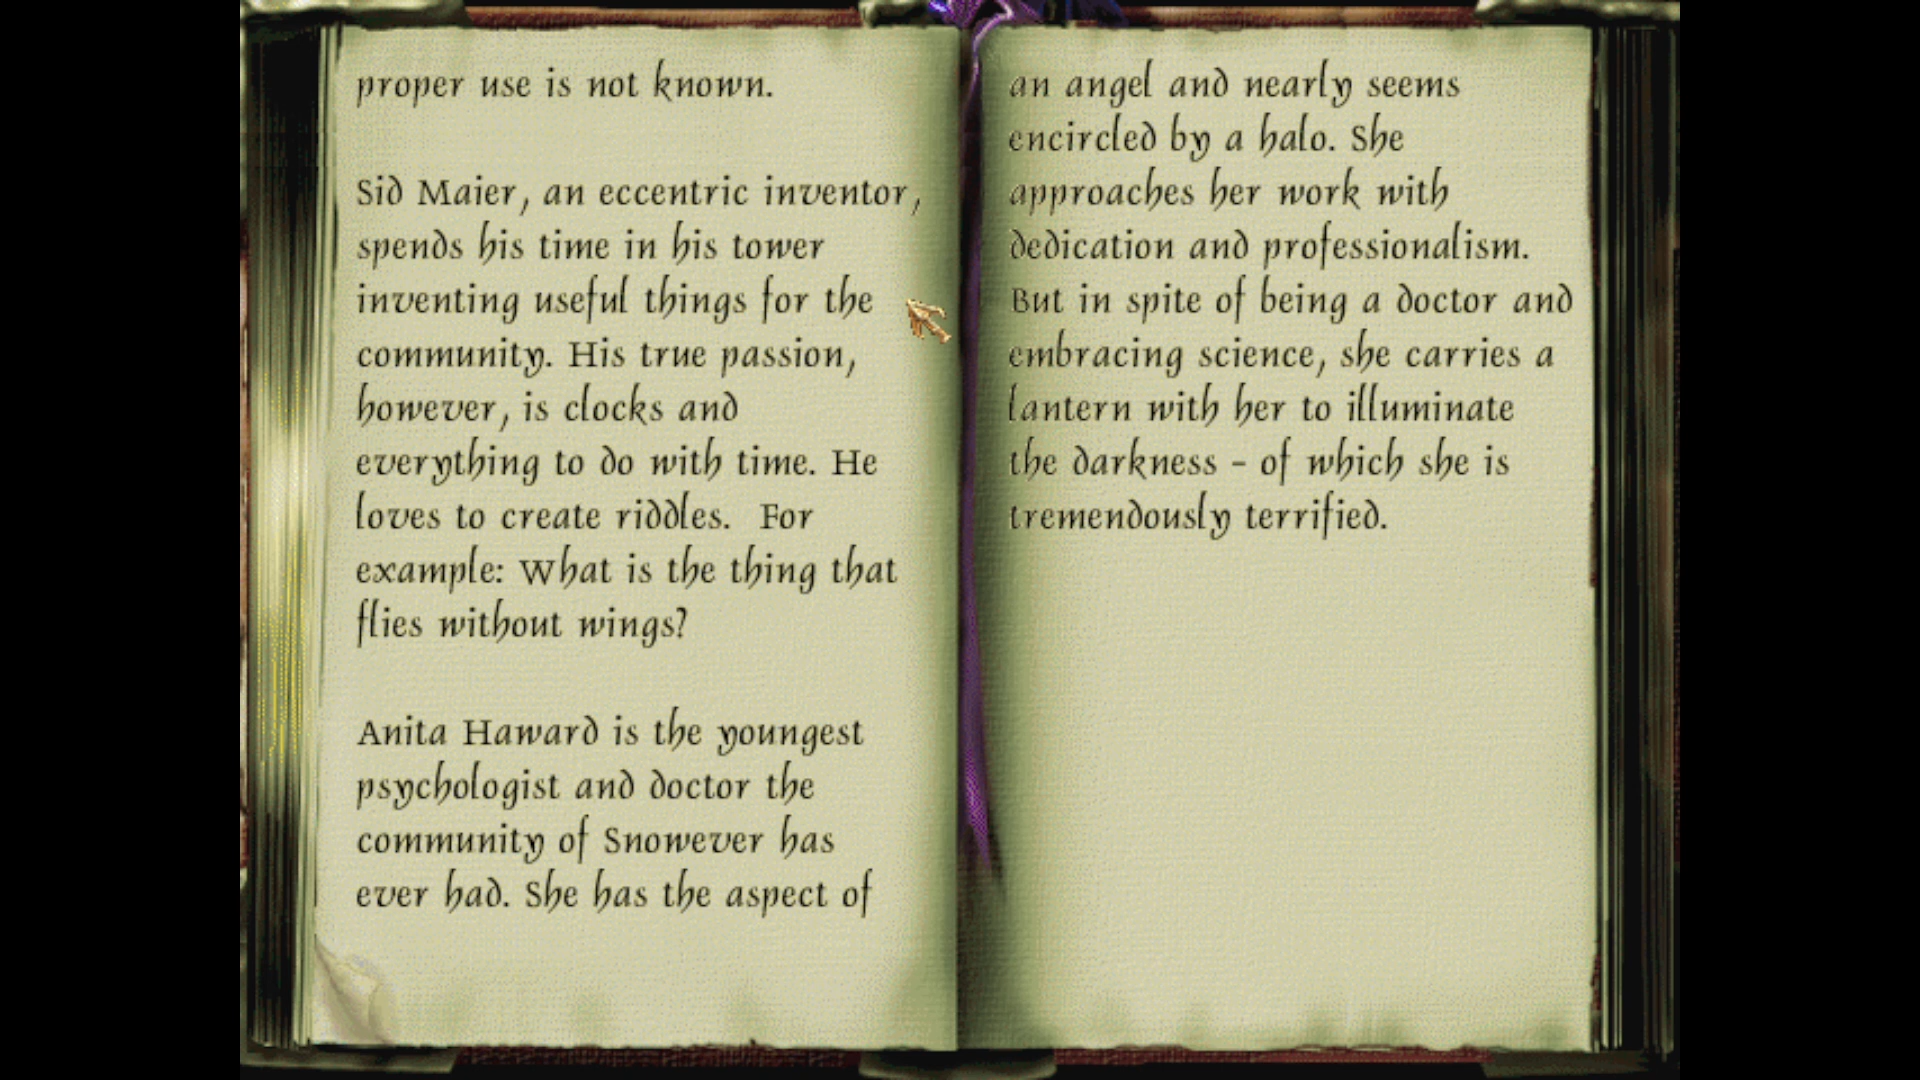 proper use is not known.
Sid Maier, an eccentric inventor,
spends his time in his tower
inventing useful things for the
community. His true passion,
however, is clocks and
everything to do with time. He
loves to create riddles.  For
example: What is the thing that
flies without wings?
Anita Haward is the youngest
psychologist and doctor the
community of Snowever has
ever had. She has the aspect of
an angel and nearly seems
encircled by a halo. She
approaches her work with
dedication and professionalism.
But in spite of being a doctor and
embracing science, she carries a
lantern with her to illuminate
the darkness - of which she is
tremendously terrified.